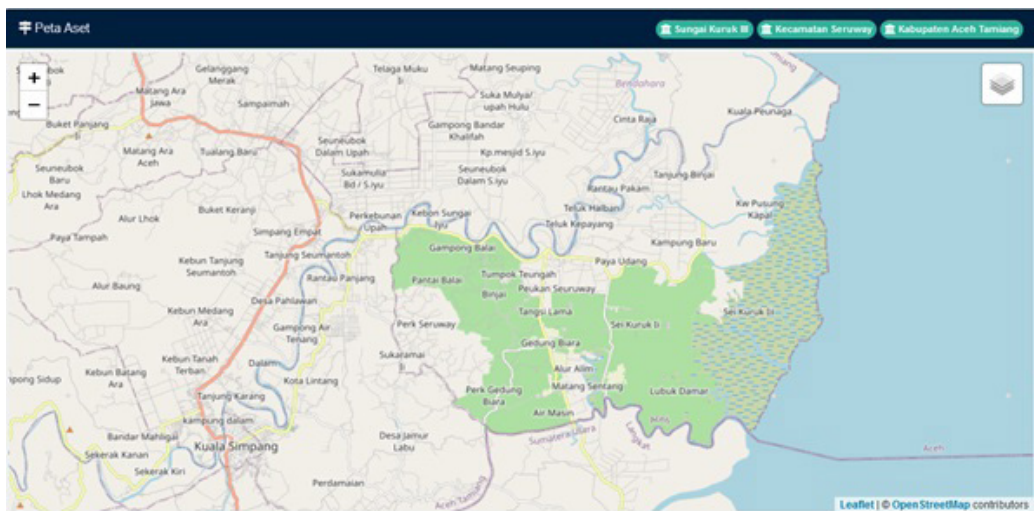 Peta Aset
Sungai Kuruk III
Kecamatan Seruway
Kabupaten Aceh Tamiang
+
−
Gelanggang
Merak
Telaga Muku
Ii
Matang Seuping
Bendahara
Matang Ara
Jawa
Sampaimah
Suka Mulya/
upah Hulu
Cinta Raja
Kuala Peunaga
Buket Panjang
Ii
Gampong Bandar
Khalifah
Matang Ara
Aceh
Tualang Baru
Seuneubok
Dalam Upah
Kp.mesjid S.iyu
Seuneubok
Baru
Sukamulia
Bd / S.iyu
Seuneubok
Dalam S.iyu
Tanjung Binjai
Lhok Medang
Ara
Rantau Pakam
Alur Lhok
Buket Keranji
Perkebunan
Upah
Kebon Sungai
Iyu
Teluk Halban
Teluk Kepayang
Kw Pusung
Kapal
Paya Tampah
Simpang Empat
Kampung Baru
Gampong Balai
Kebun Tanjung
Seumantoh
Tanjung Seumantoh
Paya Udang
Alur Baung
Rantau Panjang
Pantai Balai
Tumpok Teungah
Binjai
Peukan Seuruway
Desa Pahlawan
Kebun Medang
Ara
Tangsi Lama
Gampong Air
Tenang
Perk Seruway
Sei Kuruk Ii
Gedung Biara
Kebun Tanah
Terban
Dalam
Sukaramai
Ii
Alur Alim
Kebun Batang
Ara
Kota Lintang
Perk Gedung
Biara
Matang Sentang
Lubuk Damar
Tanjung Karang
Air Masin
kampung dalam
Bandar Mahligai
Kuala Simpang
Desa Jamur
Labu
Sumatera Utara
Langkat
Aceh
Sekerak Kanan
Sekerak Kiri
Perdamaian
Aceh Tamiang
Leaflet | © OpenStreetMap contributors